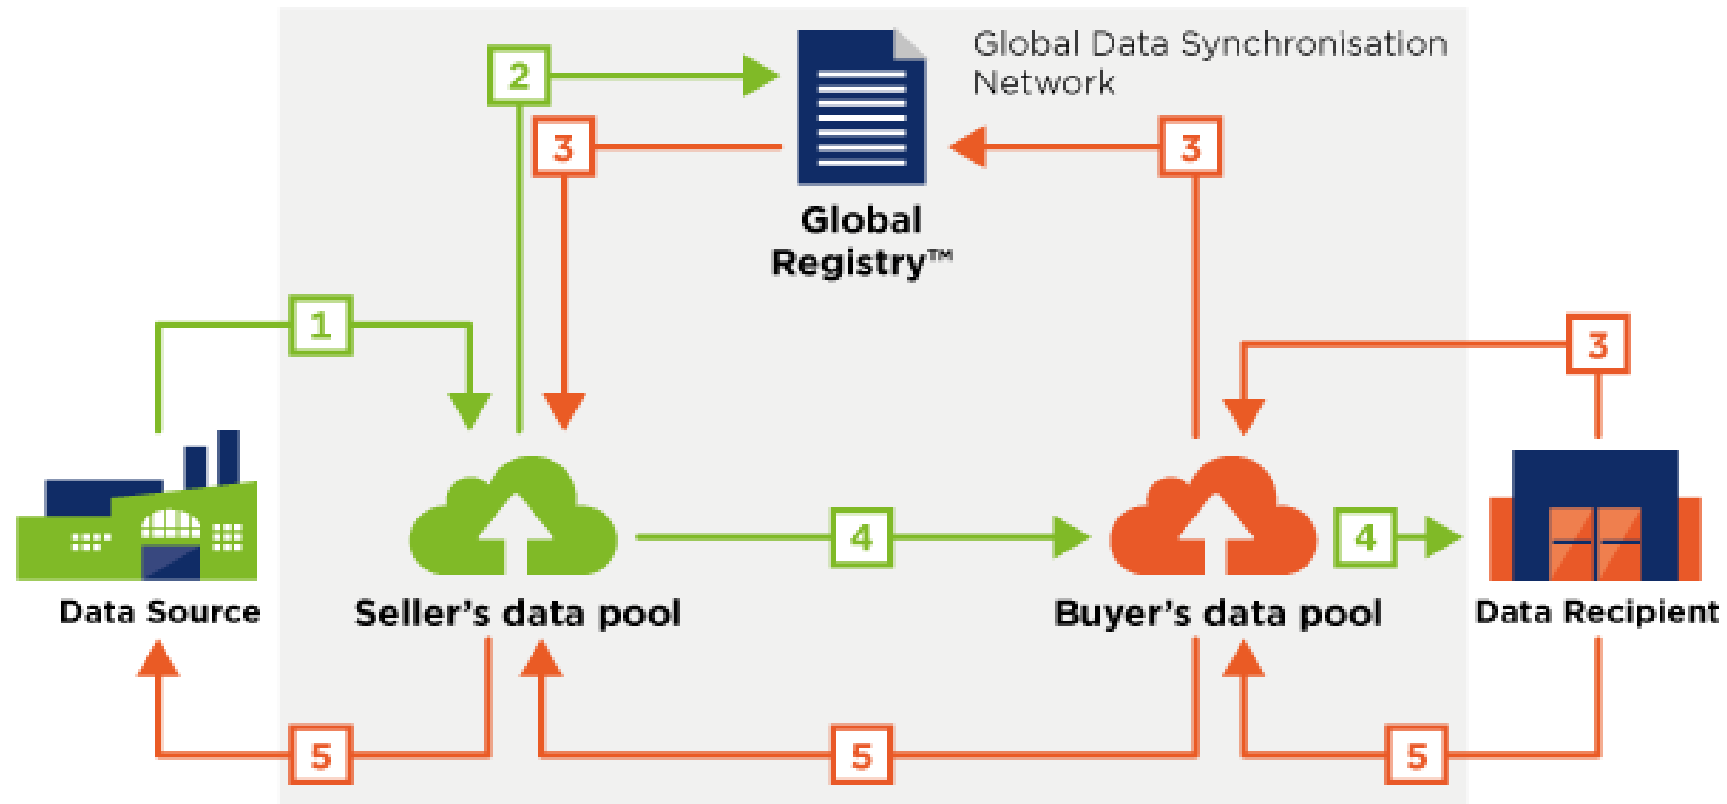 Global Data Synchronisation
Network
2
3
3
Global
Registry™
1
3
4
4
Data Source
Seller's data pool
Buyer's data pool
Data Recipient
5
5
5